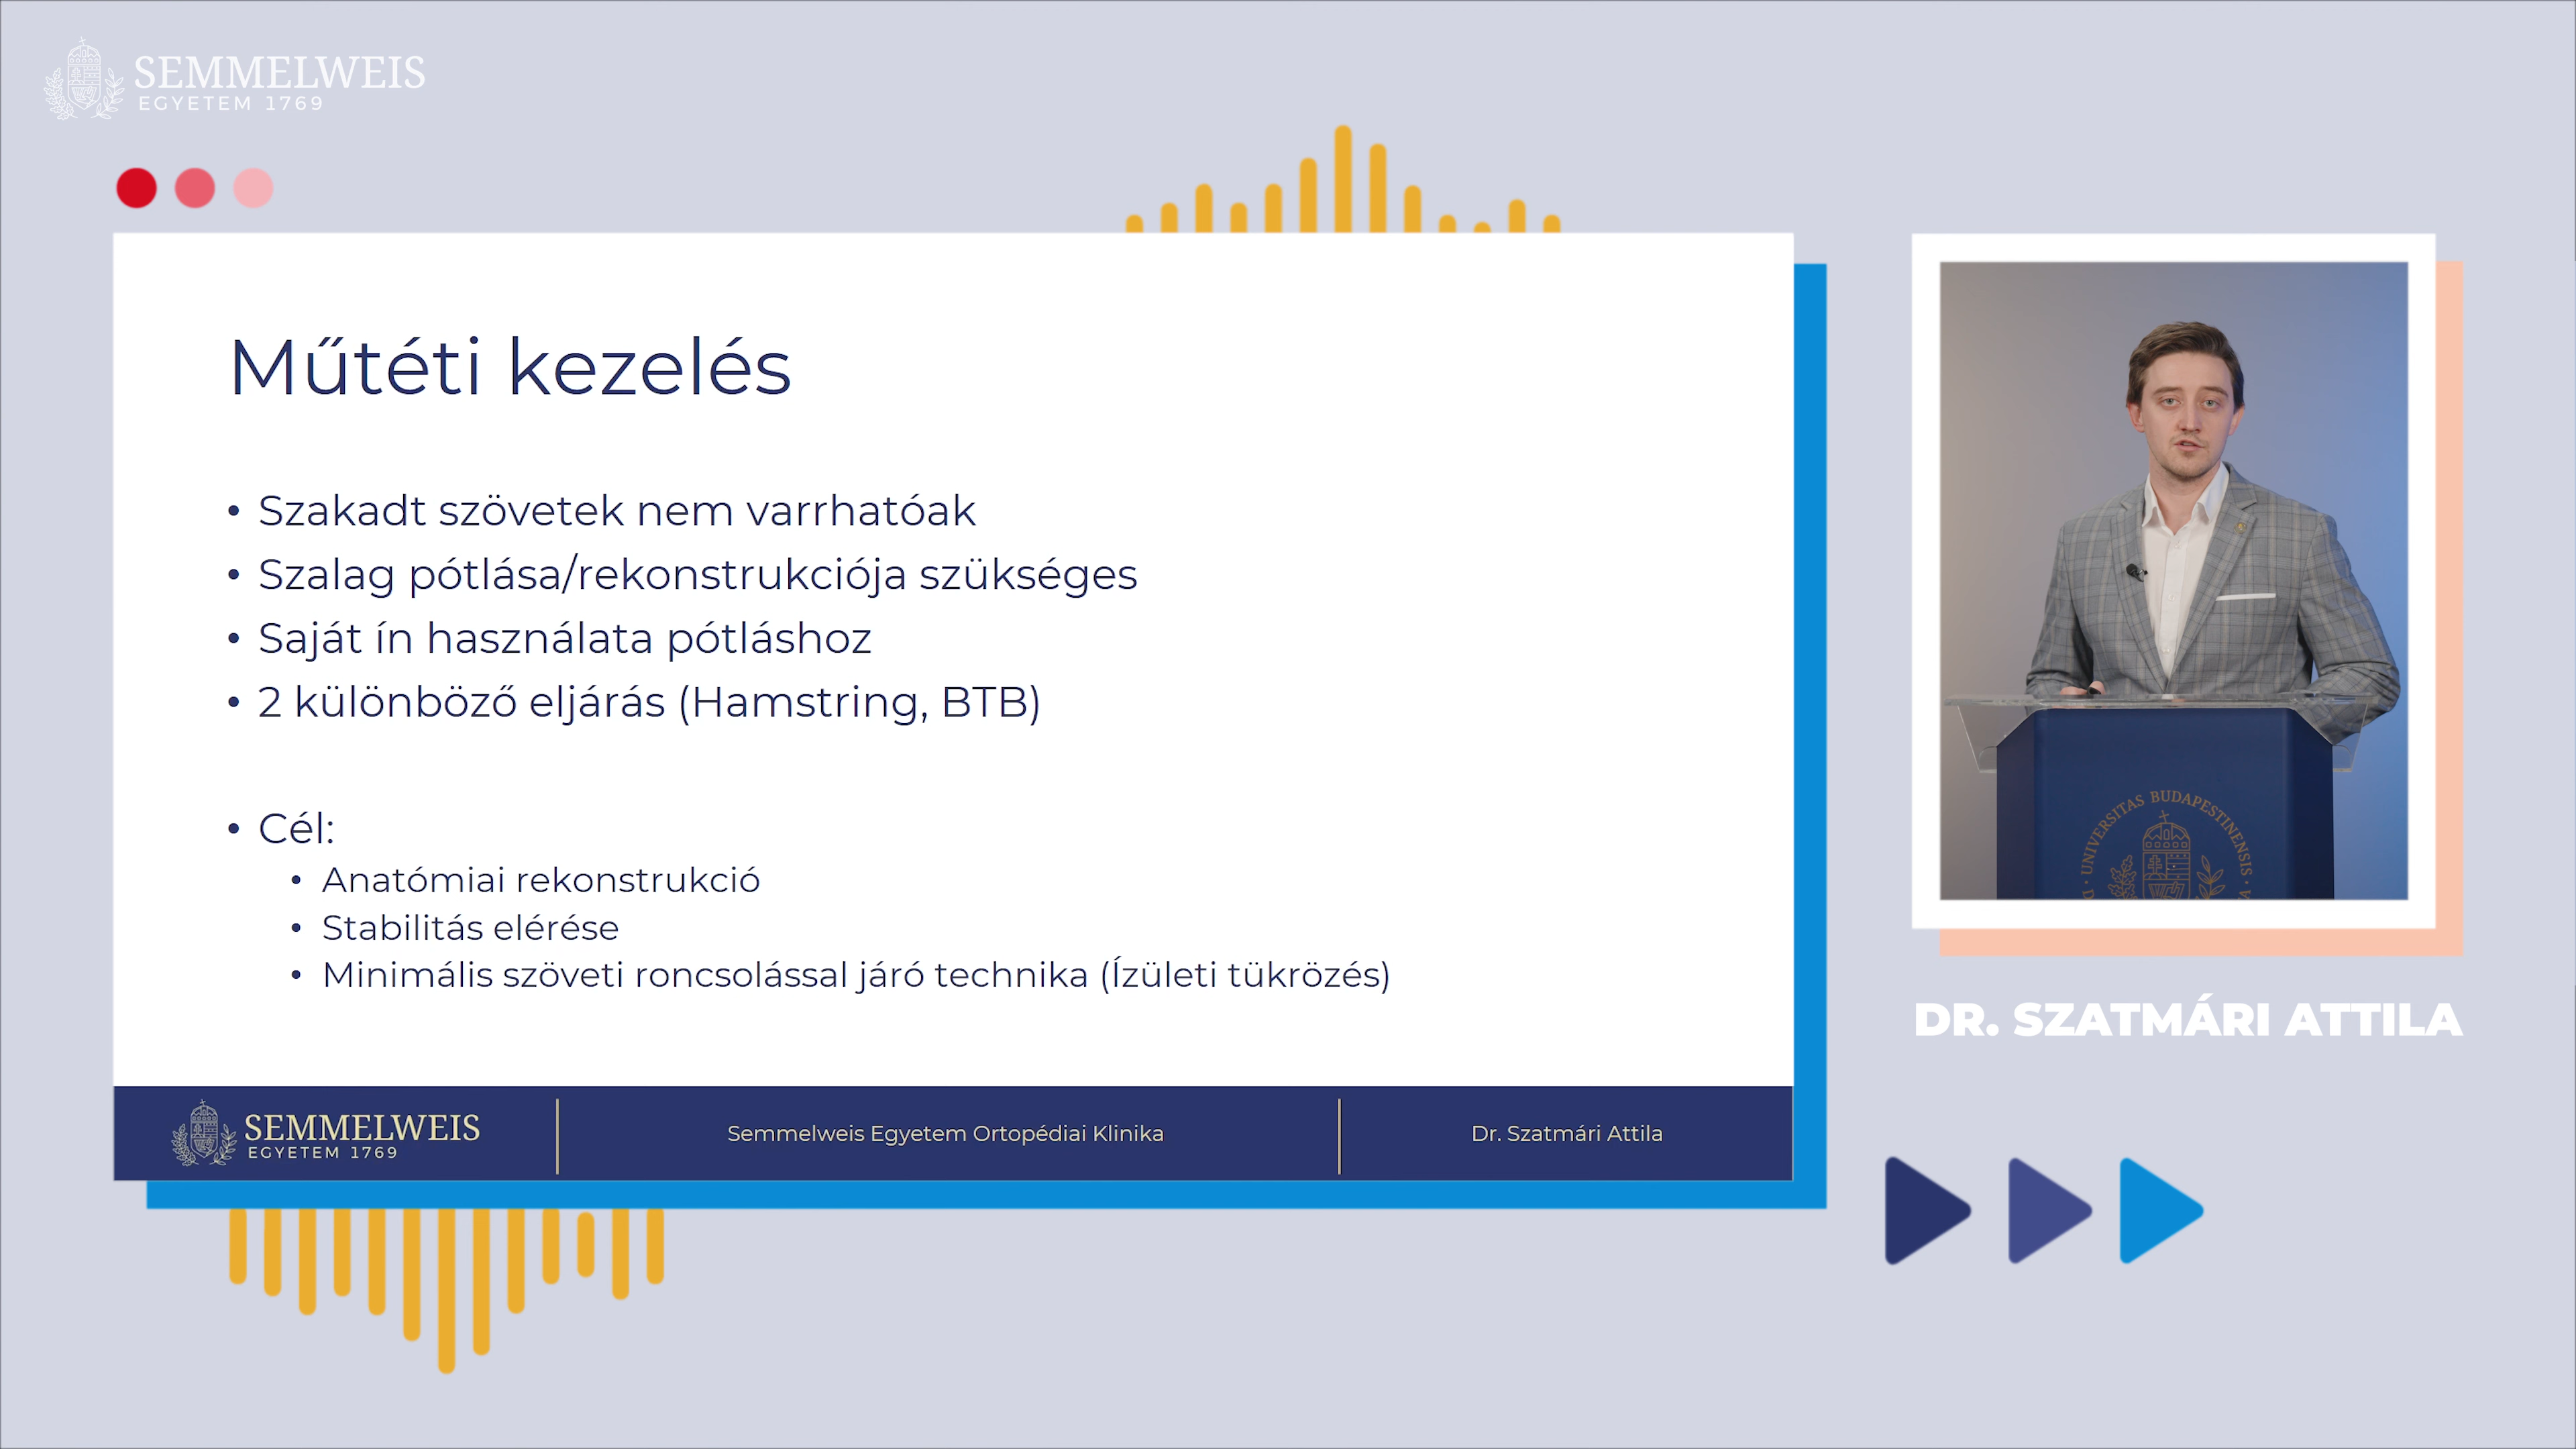 SEMMELWEIS
EGYETEM 1769
Műtéti kezelés
• Szakadt szövetek nem varrhatóak
• Szalag pótlása/rekonstrukciója szükséges
• Saját ín használata pótláshoz
• 2 különböző eljárás (Hamstring, BTB)
• Cél:
• Anatómiai rekonstrukció
• Stabilitás elérése
• Minimális szöveti roncsolással járó technika (Ízületi tükrözés)
SEMMELWEIS
EGYETEM 1769
Semmelweis Egyetem Ortopédiai Klinika
Dr. Szatmári Attila
UNIVERSITAS BUDAPESTINENSIS
DR. SZATMÁRI ATTILA